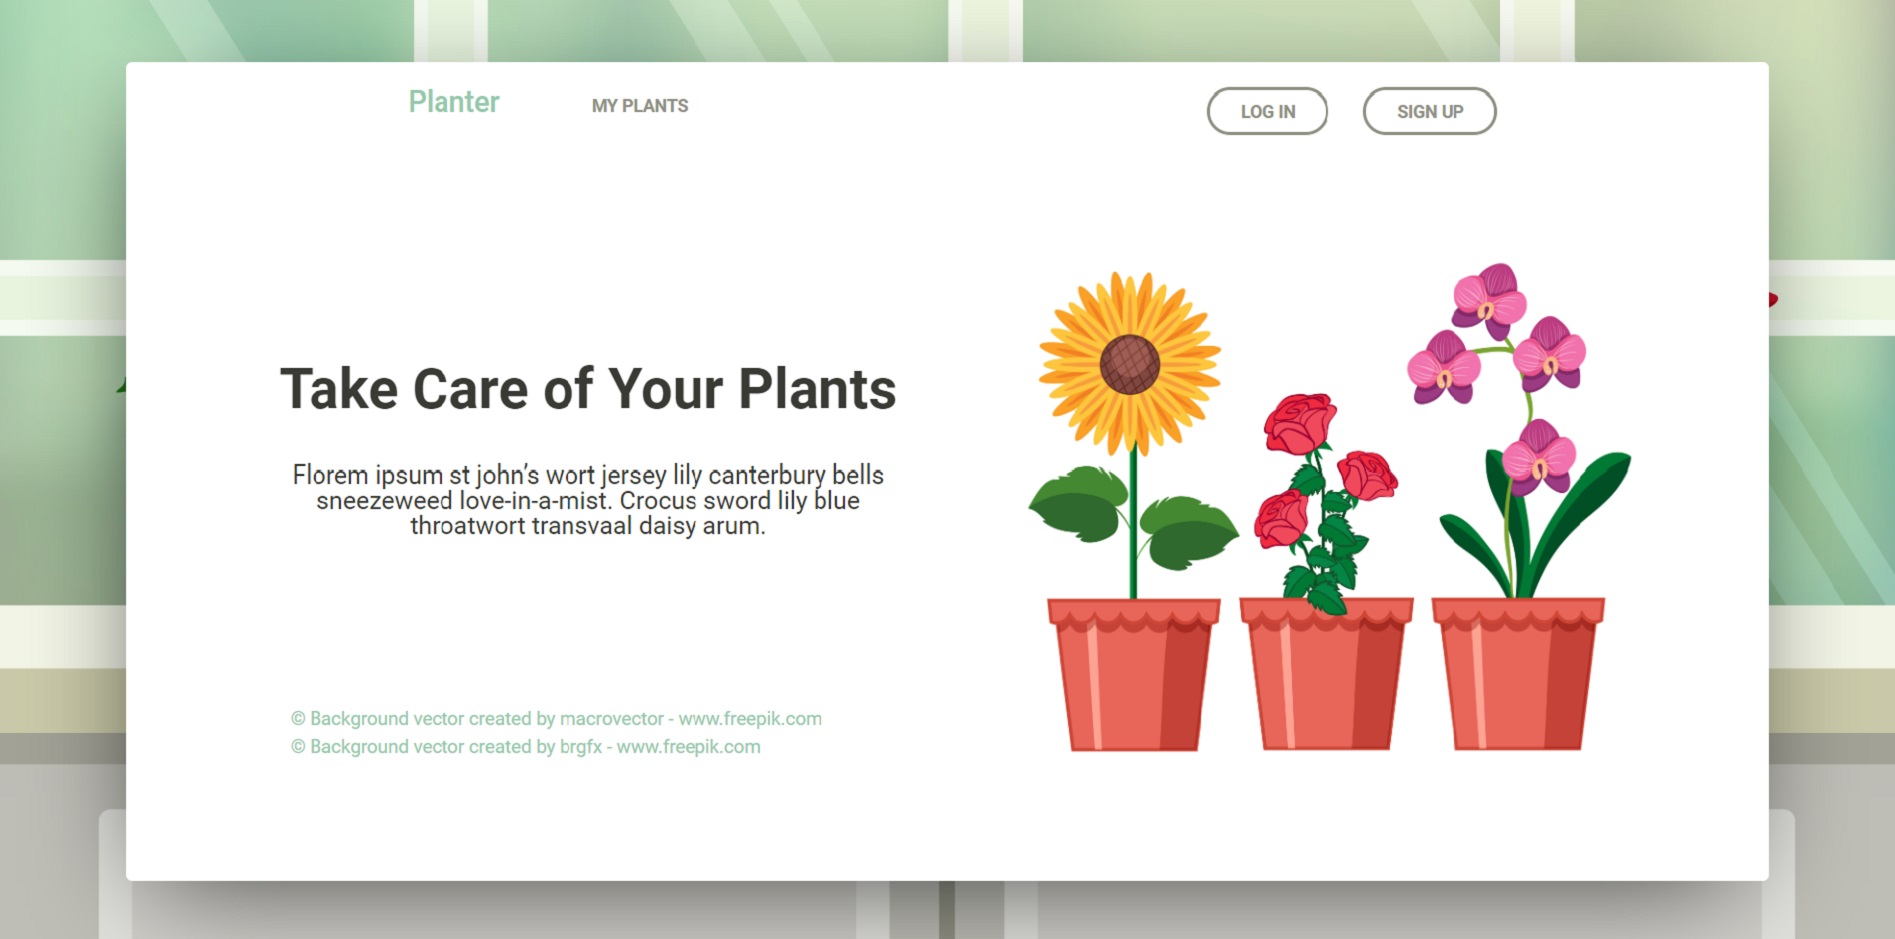 Planter
MY PLANTS
LOG IN
SIGN UP
Take Care of Your Plants
Florem ipsum st john’s wort jersey lily canterbury bells
sneezeweed love-in-a-mist. Crocus sword lily blue
throatwort transvaal daisy arum.
© Background vector created by macrovector - www.freepik.com
© Background vector created by brgfx - www.freepik.com